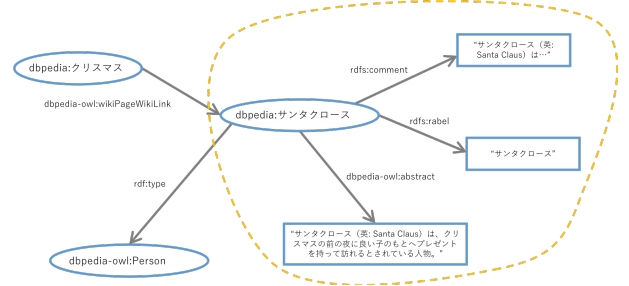 dbpedia:クリスマス
dbpedia-owl:wikiPageWikiLink
dbpedia:サンタクロース
rdfs:comment
“サンタクロース（英:
Santa Claus）は…”
rdfs:rabel
“サンタクロース”
rdf:type
dbpedia-owl:abstract
“サンタクロース（英: Santa Claus）は、クリ
スマスの前の夜に良い子のもとへプレゼント
を持って訪れるとされている人物。”
dbpedia-owl:Person